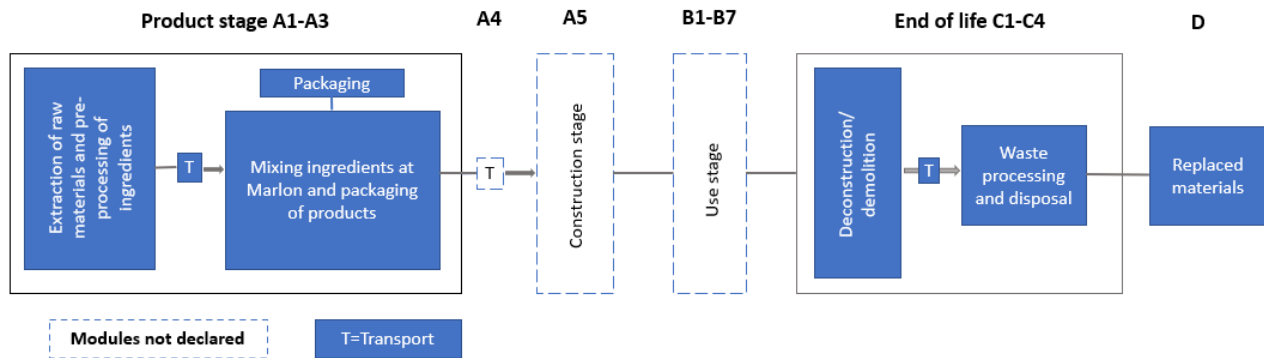 Product stage A1-A3
A4
A5
B1-B7
End of life C1-C4
D
Extraction of raw
materials and pre-
processing of
ingredients
T
Packaging
Mixing ingredients at
Marlon and packaging
of products
T
Construction stage
Use stage
Deconstruction/
demolition
T
Waste
processing
and disposal
Replaced
materials
Modules not declared
T=Transport